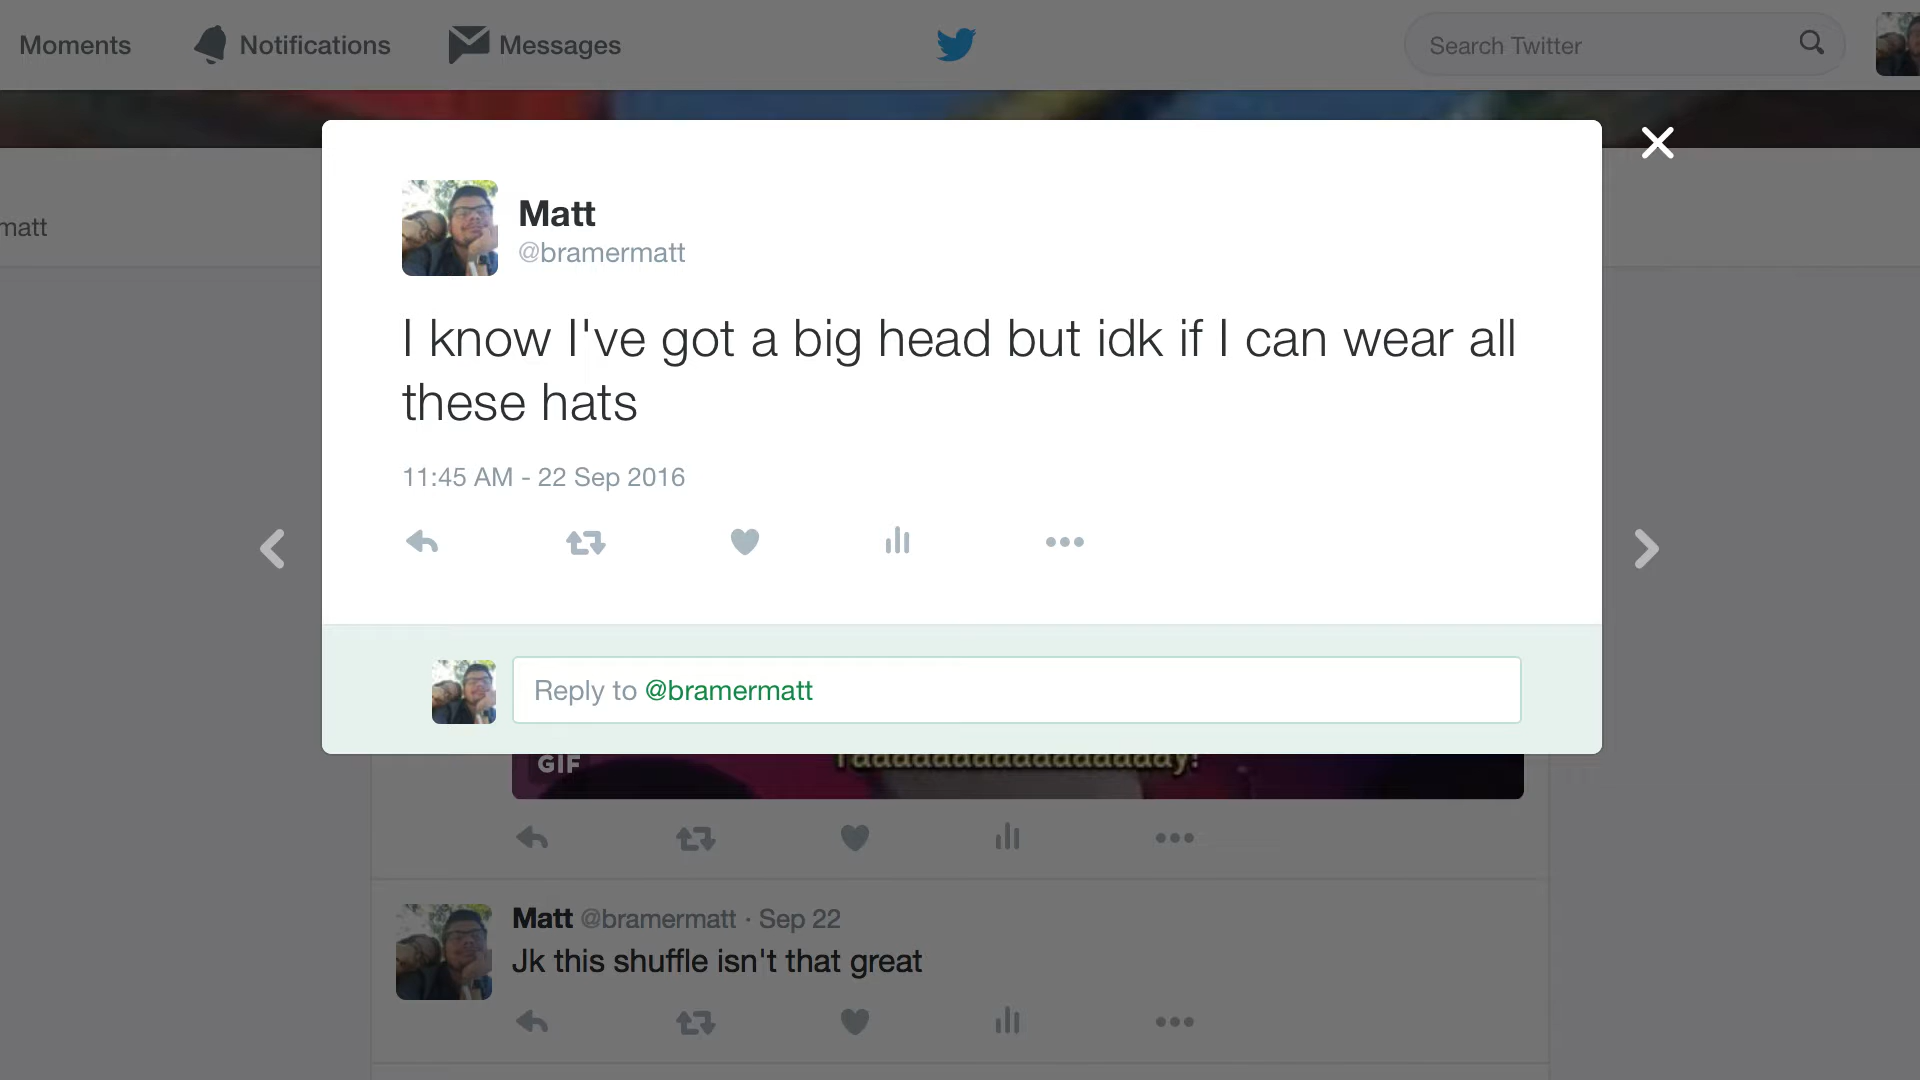 Moments
Notifications
Messages
Search Twitter
matt
Matt
@bramermatt
I know I've got a big head but idk if I can wear all
these hats
11:45 AM - 22 Sep 2016
Reply to @bramermatt
GIF
Matt @bramermatt · Sep 22
Jk this shuffle isn't that great